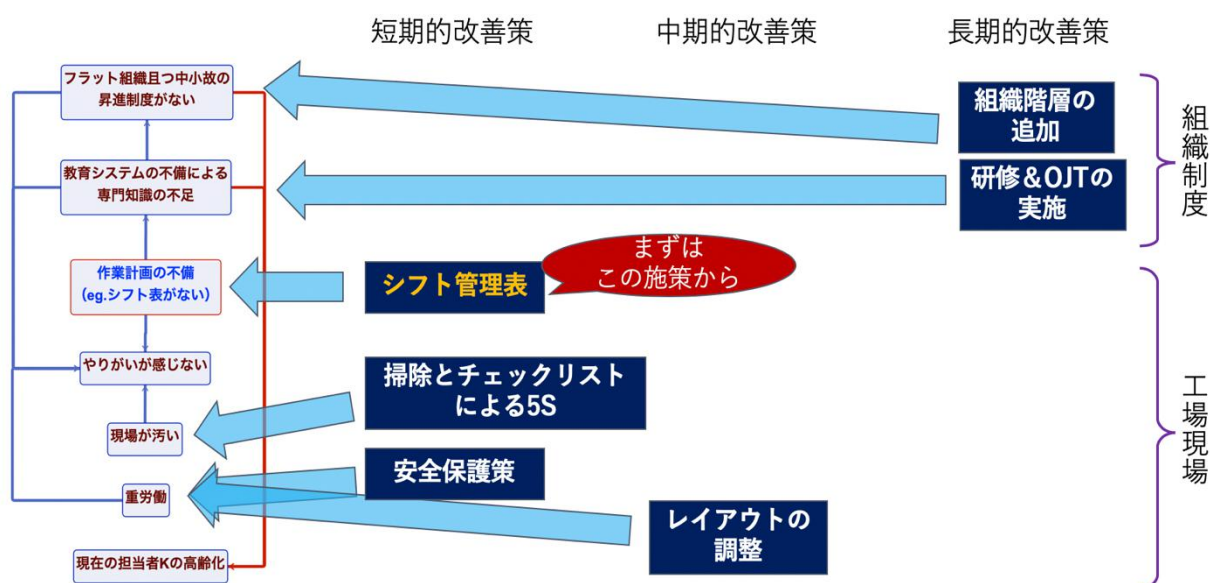 短期的改善策
中期的改善策
長期的改善策
フラット組織且つ中小故の
昇進制度がない
組織階層の
追加
教育システムの不備による
専門知識の不足
研修＆OJTの
実施
組織制度
作業計画の不備
（eg.シフト表がない）
シフト管理表
まずは
この施策から
やりがいが感じない
掃除とチェックリスト
による5S
現場が汚い
安全保護策
重労働
レイアウトの
調整
現在の担当者Kの高齢化
工場現場